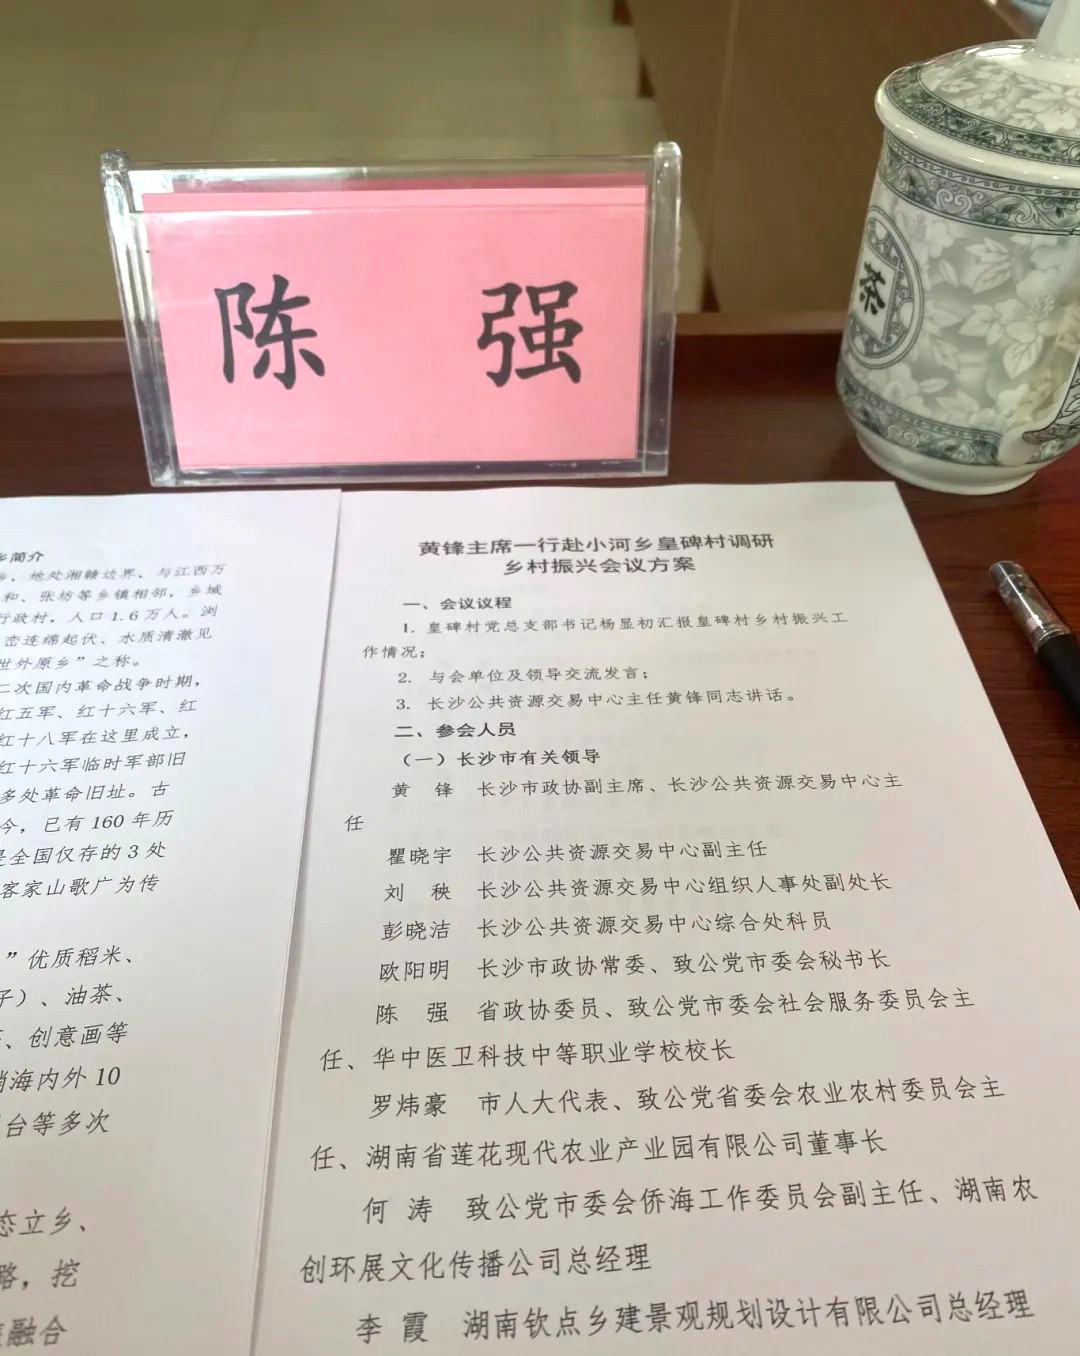 陈 强
茶
乡简介
乡，地处湘赣边界，与江西万
和、张坊等乡镇相邻，乡域
行政村，人口1.6万人。浏
峦连绵起伏、水质清澈见
世外原乡”之称。
二次国内革命战争时期，
红五军、红十六军、红
红十八军在这里成立，
红十六军临时军部旧
多处革命旧址。古
今，已有160年历
是全国仅存的3处
客家山歌广为传
”优质稻米、
子）、油茶、
、创意画等
销海内外10
台等多次
态立乡、
略，挖
融合
黄锋主席一行赴小河乡皇碑村调研
乡村振兴会议方案
一、会议议程
1. 皇碑村党总支部书记杨显初汇报皇碑村乡村振兴工
作情况；
2. 与会单位及领导交流发言；
3. 长沙公共资源交易中心主任黄锋同志讲话。
二、参会人员
（一）长沙市有关领导
黄 锋 长沙市政协副主席、长沙公共资源交易中心主
任
瞿晓宇 长沙公共资源交易中心副主任
刘 秧 长沙公共资源交易中心组织人事处副处长
彭晓洁 长沙公共资源交易中心综合处科员
欧阳明 长沙市政协常委、致公党市委会秘书长
陈 强 省政协委员、致公党市委会社会服务委员会主
任、华中医卫科技中等职业学校校长
罗炜豪 市人大代表、致公党省委会农业农村委员会主
任、湖南省莲花现代农业产业园有限公司董事长
何 涛 致公党市委会侨海工作委员会副主任、湖南农
创环展文化传播公司总经理
李 霞 湖南钦点乡建景观规划设计有限公司总经理